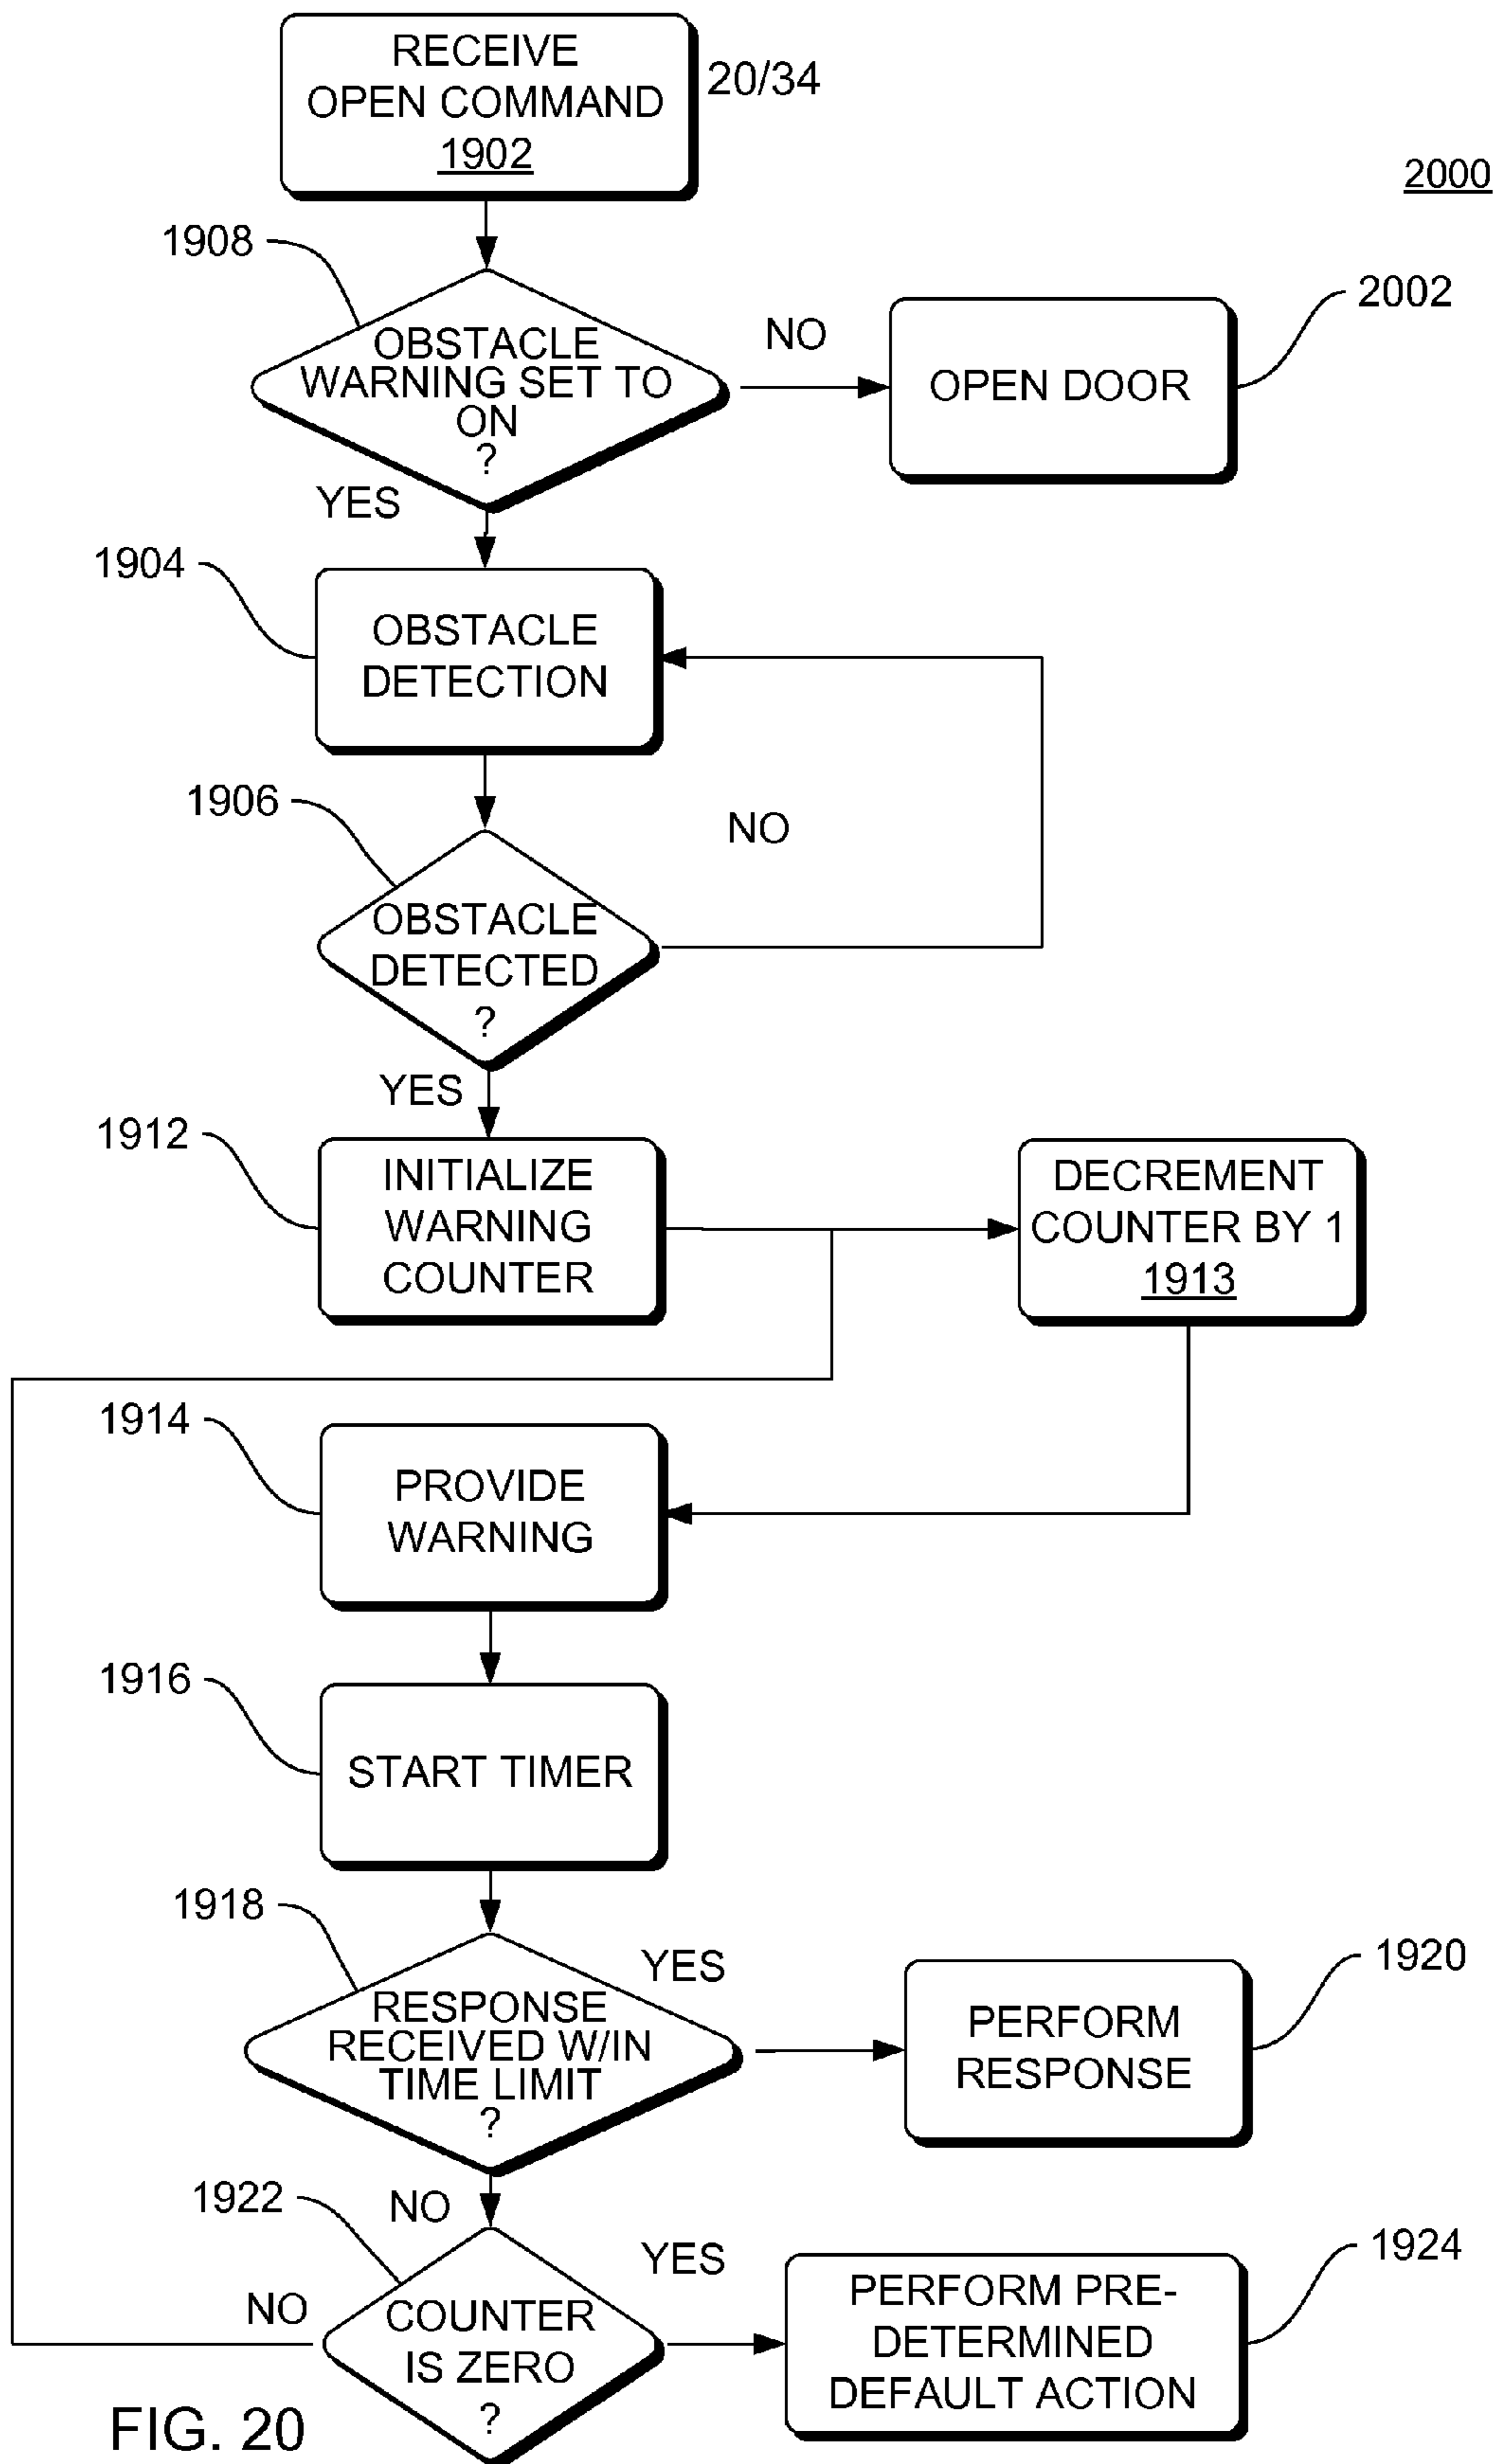 RECEIVE
OPEN COMMAND
1902
20/34
2000
1908
OBSTACLE
WARNING SET TO
ON
?
NO
OPEN DOOR
2002
YES
1904
OBSTACLE
DETECTION
1906
OBSTACLE
DETECTED
?
NO
YES
1912
INITIALIZE
WARNING
COUNTER
DECREMENT
COUNTER BY 1
1913
1914
PROVIDE
WARNING
1916
START TIMER
1918
RESPONSE
RECEIVED W/IN
TIME LIMIT
?
YES
PERFORM
RESPONSE
1920
NO
1922
COUNTER
IS ZERO
?
NO
YES
PERFORM PRE-
DETERMINED
DEFAULT ACTION
1924
FIG. 20